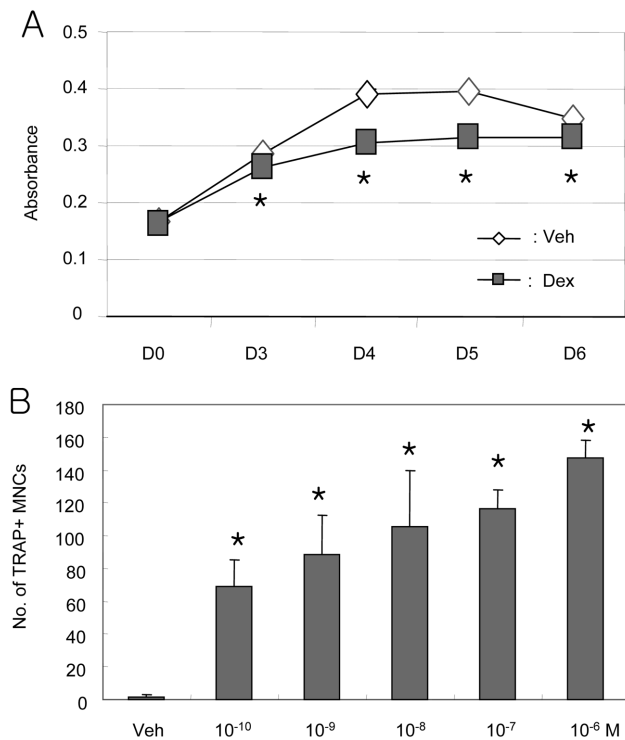 A
0.5
0.4
0.3
0.2
0.1
0
Absorbance
* * * *
: Veh
: Dex
D0 D3 D4 D5 D6
B
180
160
140
120
100
80
60
40
20
0
No. of TRAP+ MNCs
* * * * *
Veh 10⁻¹⁰ 10⁻⁹ 10⁻⁸ 10⁻⁷ 10⁻⁶ M